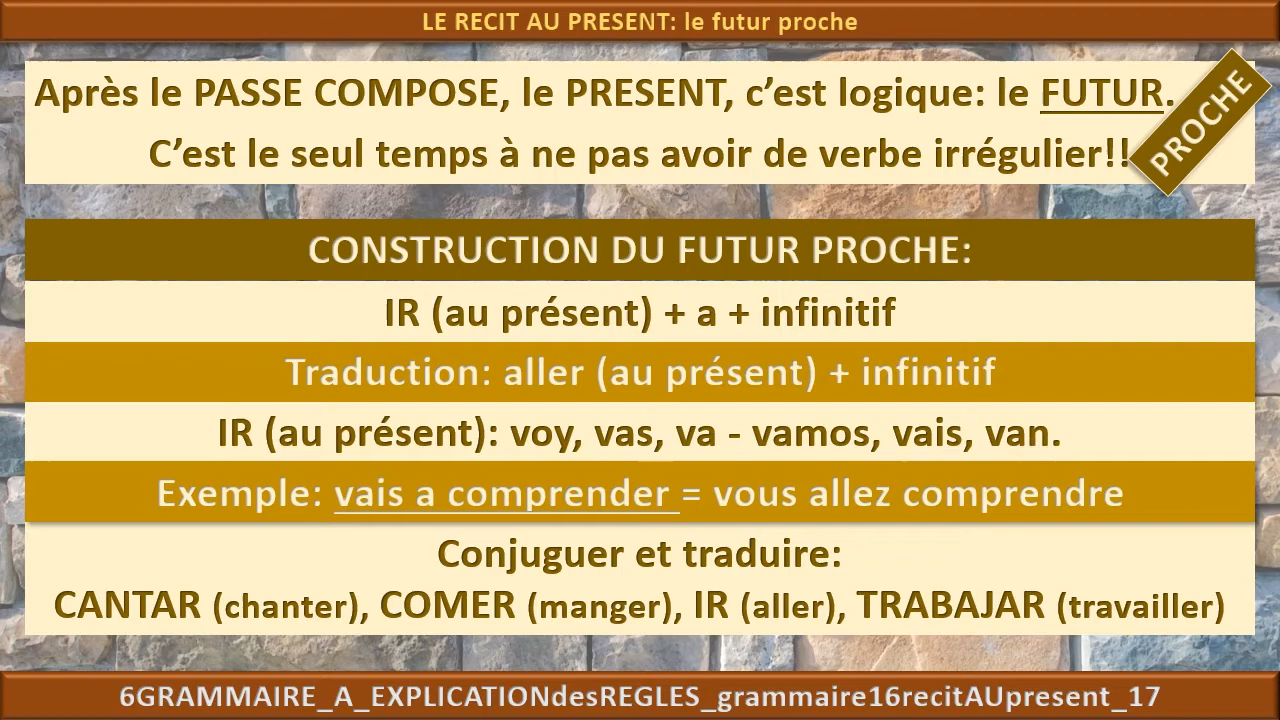 LE RECIT AU PRESENT: le futur proche
Après le PASSE COMPOSE, le PRESENT, c’est logique: le FUTUR.
PROCHE
C’est le seul temps à ne pas avoir de verbe irrégulier!!
CONSTRUCTION DU FUTUR PROCHE:
IR (au présent) + a + infinitif
Traduction: aller (au présent) + infinitif
IR (au présent): voy, vas, va - vamos, vais, van.
Exemple: vais a comprender = vous allez comprendre
Conjuguer et traduire:
CANTAR (chanter), COMER (manger), IR (aller), TRABAJAR (travailler)
6GRAMMAIRE_A_EXPLICATIONdesREGLES_grammaire16recitAUpresent_17